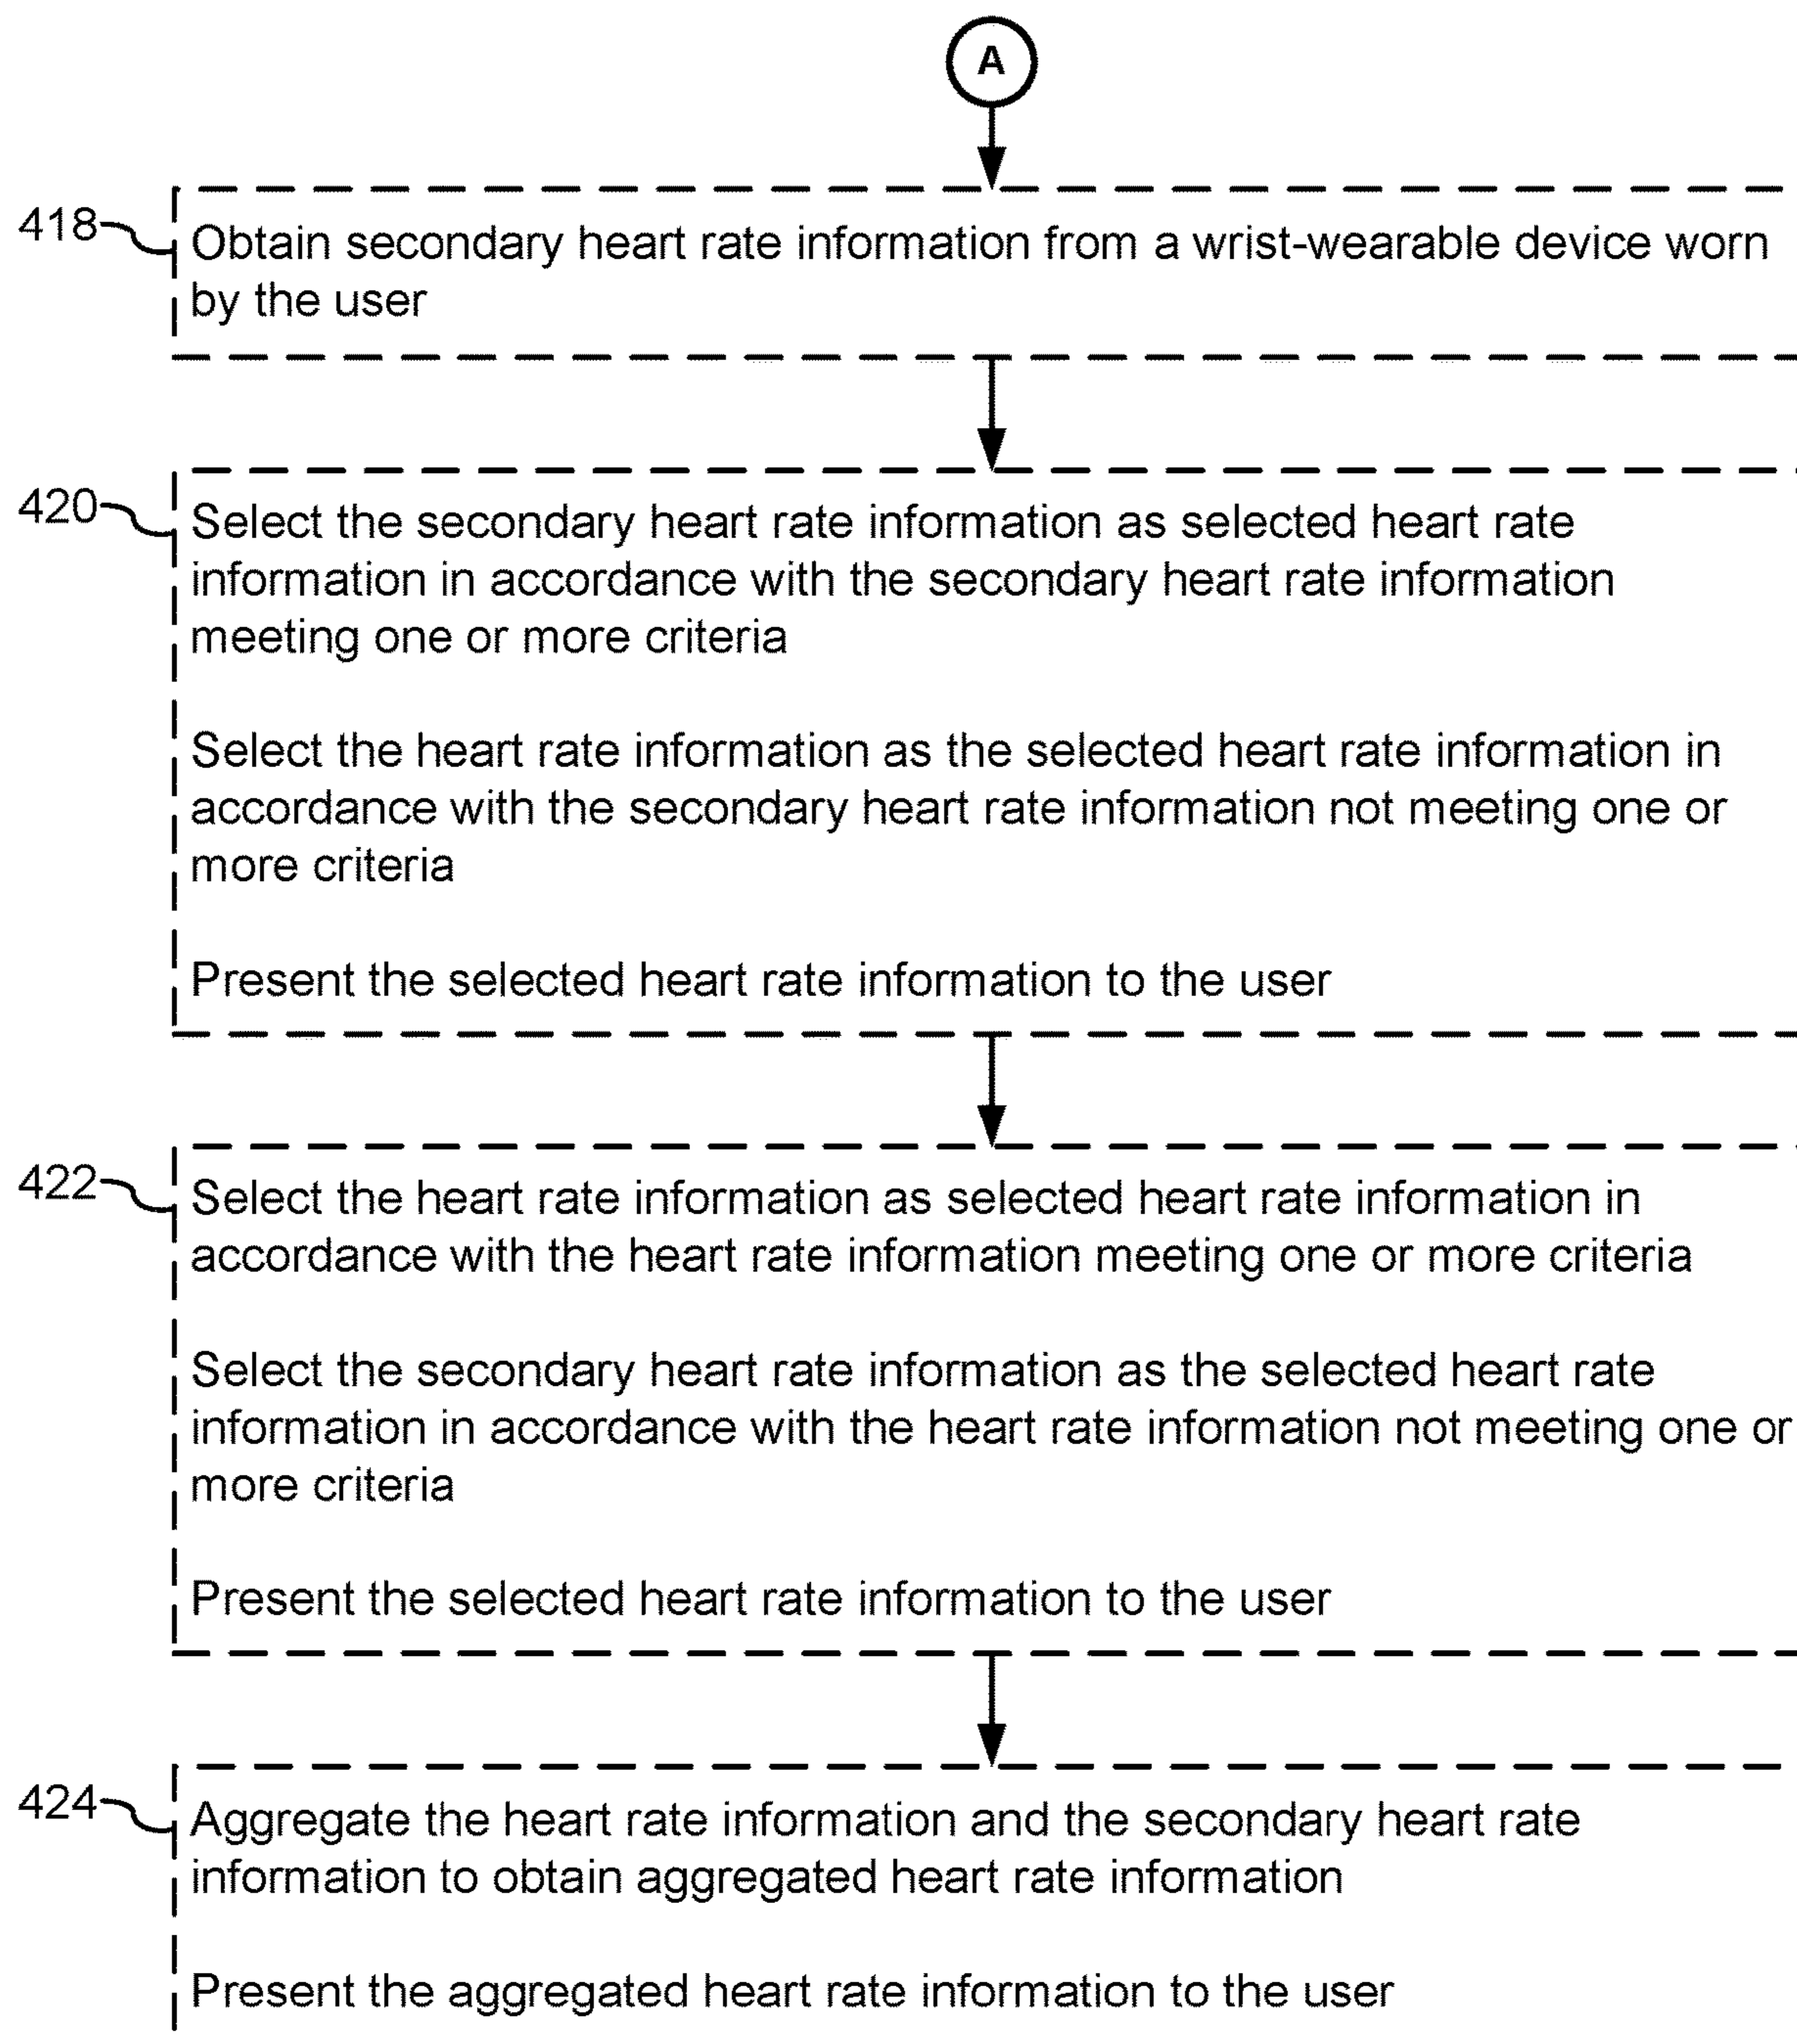 A
418
Obtain secondary heart rate information from a wrist-wearable device worn
by the user
420
Select the secondary heart rate information as selected heart rate
information in accordance with the secondary heart rate information
meeting one or more criteria
Select the heart rate information as the selected heart rate information in
accordance with the secondary heart rate information not meeting one or
more criteria
Present the selected heart rate information to the user
422
Select the heart rate information as selected heart rate information in
accordance with the heart rate information meeting one or more criteria
Select the secondary heart rate information as the selected heart rate
information in accordance with the heart rate information not meeting one or
more criteria
Present the selected heart rate information to the user
424
Aggregate the heart rate information and the secondary heart rate
information to obtain aggregated heart rate information
Present the aggregated heart rate information to the user